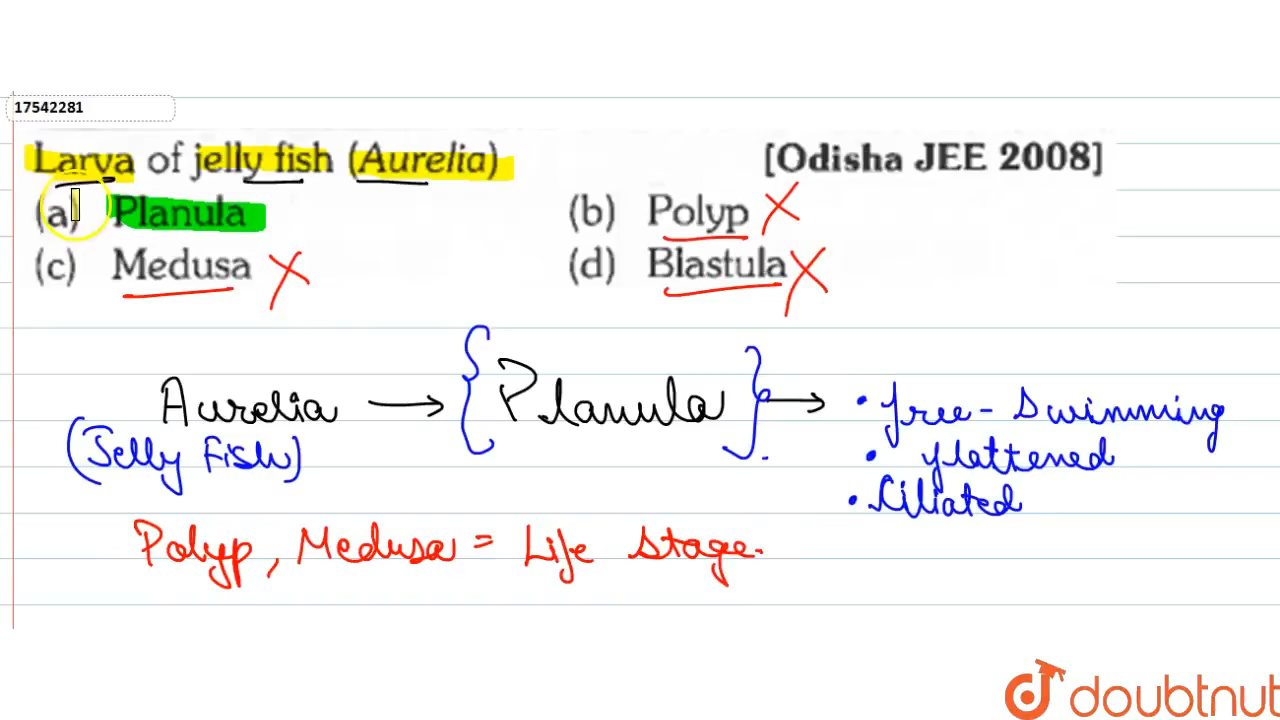 17542281
Larva of jelly fish (Aurelia) [Odisha JEE 2008]
(a) Planula (b) Polyp X
(c) Medusa X (d) Blastula X
Aurelia → { Planula } → • free-swimming
(Jelly Fish) • flattened
• Ciliated
Polyp, Medusa = Life Stage.
doubtnut